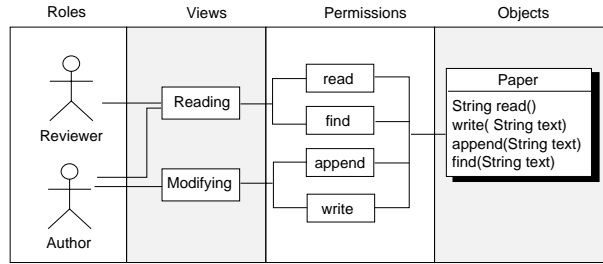 Roles
Views
Permissions
Objects
Reviewer
Author
Reading
Modifying
read
find
append
write
Paper
String read()
write( String text)
append(String text)
find(String text)